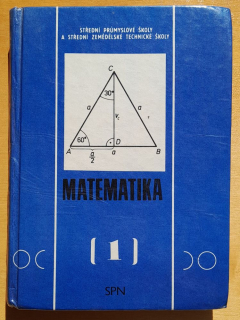 STŘEDNÍ PRŮMYSLOVÉ ŠKOLY
A STŘEDNÍ ZEMĚDĚLSKÉ TECHNICKÉ ŠKOLY
C
30°
a
v
a
60°
A
a
2
D
a
B
MATEMATIKA
(1)
SPN